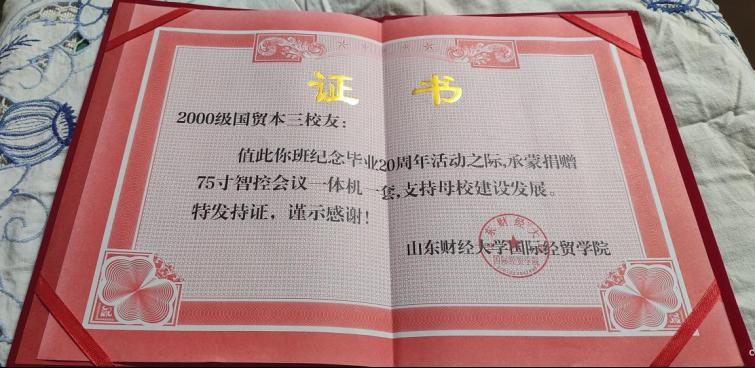 证 书
2000级国贸本三校友：
值此你班纪念毕业20周年活动之际,承蒙捐赠
75寸智控会议一体机一套,支持母校建设发展。
特发持证，谨示感谢！
山东财经大学国际经贸学院